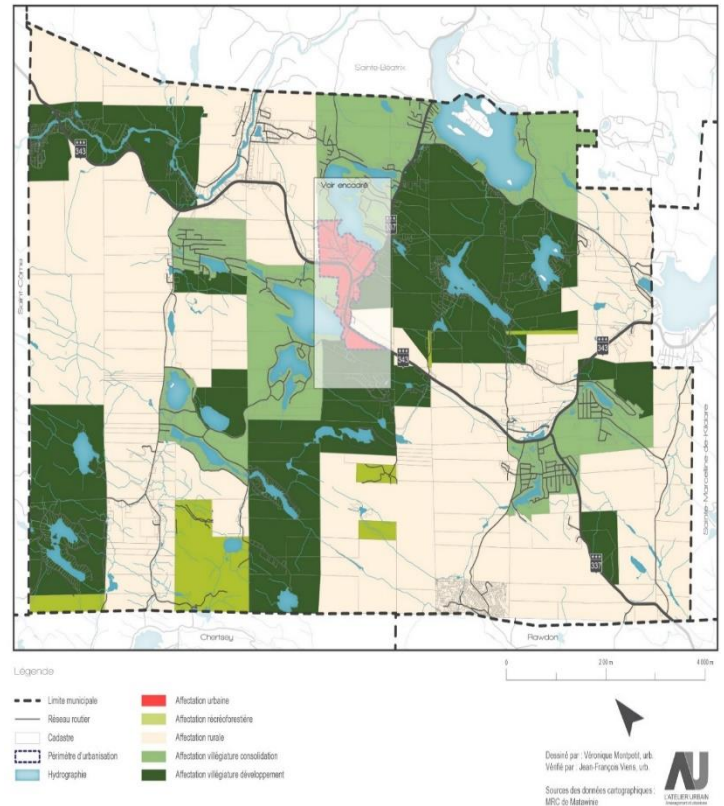 Sainte-Béatrix
343
Voir encadré
Saint-Côme
343
343
337
Sainte-Marcelline-de-Kildare
Chertsey
Rawdon
Légende
0
4 000 m
Limite municipale
Réseau routier
Cadastre
Périmètre d'urbanisation
Hydrographie
Affectation urbaine
Affectation récréoforestière
Affectation rurale
Affectation villégiature consolidation
Affectation villégiature développement
Dessiné par : Véronique Montpetit, urb.
Vérifié par : Jean-François Viens, urb.
Sources des données cartographiques :
MRC de Matawinie
L'ATELIER URBAIN